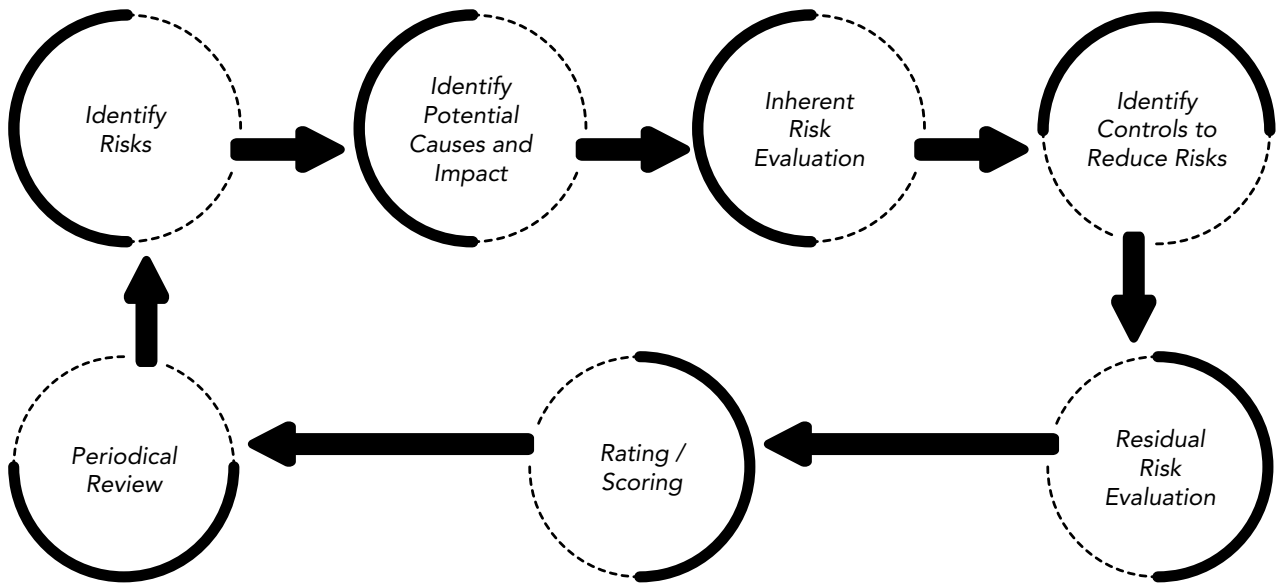 Identify
Risks
Identify
Potential
Causes and
Impact
Inherent
Risk
Evaluation
Identify
Controls to
Reduce Risks
Residual
Risk
Evaluation
Rating /
Scoring
Periodical
Review